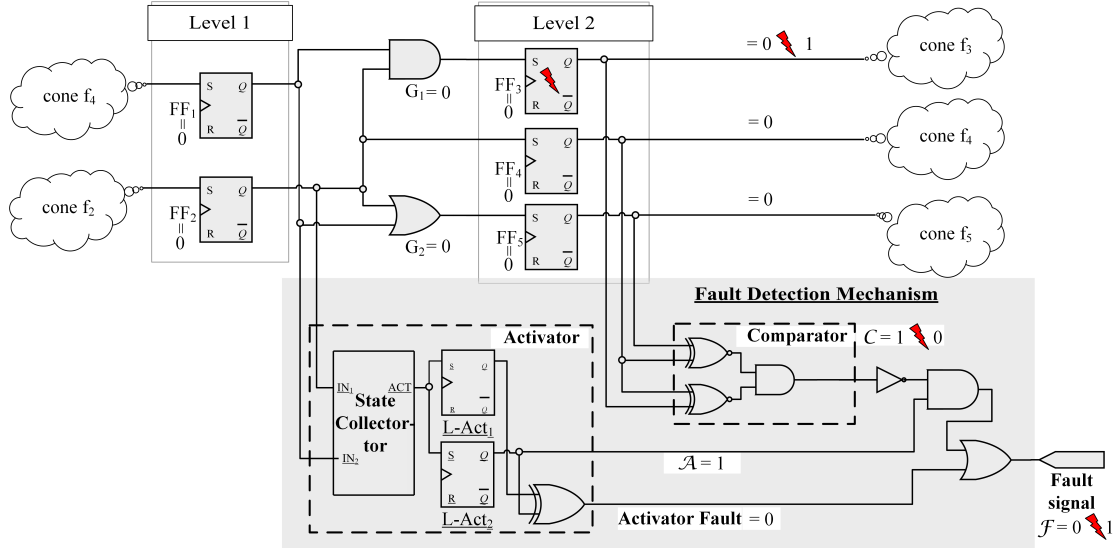 Level 1
Level 2
= 0 1
cone f₃
cone f₄
S Q
FF₁ = 0
R Q̅
G₁= 0
S Q
FF₃ = 0
R Q̅
= 0
cone f₄
S Q
FF₄ = 0
R Q̅
cone f₂
S Q
FF₂ = 0
R Q̅
G₂= 0
= 0
S Q
FF₅ = 0
R Q̅
cone f₅
Fault Detection Mechanism
Activator
Comparator
C = 1 0
IN₁ ACT
State
Collector-
tor
IN₂
S Q
R Q̅
L-Act₁
S Q
R Q̅
L-Act₂
A = 1
Activator Fault = 0
Fault
signal
F = 0 1